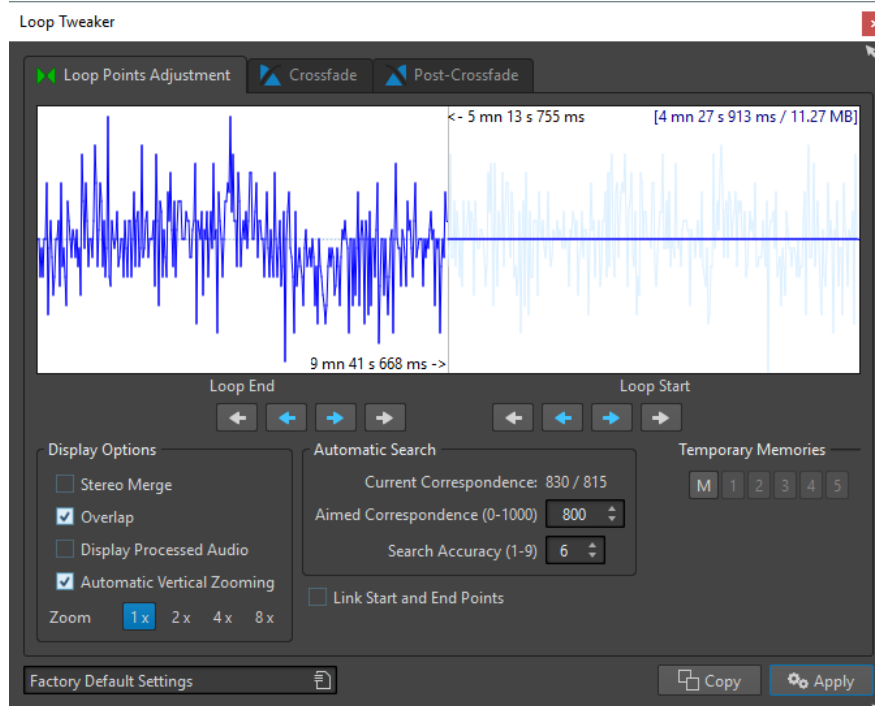 Loop Tweaker
Loop Points Adjustment Crossfade Post-Crossfade
<- 5 mn 13 s 755 ms [4 mn 27 s 913 ms / 11.27 MB]
9 mn 41 s 668 ms ->
Loop End Loop Start
Display Options Automatic Search Temporary Memories
Stereo Merge Current Correspondence: 830 / 815 M 1 2 3 4 5
Overlap Aimed Correspondence (0-1000) 800
Display Processed Audio Search Accuracy (1-9) 6
Automatic Vertical Zooming
Link Start and End Points
Zoom 1 x 2 x 4 x 8 x
Factory Default Settings Copy Apply